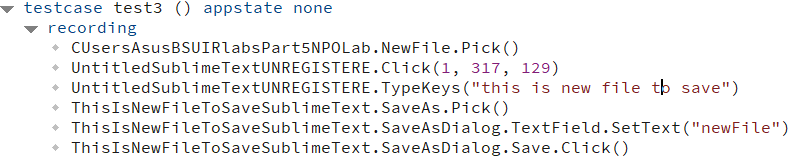 testcase test3 () appstate none
recording
CUsersAsusBSUIRlabsPart5NPOLab.NewFile.Pick()
UntitledSublimeTextUNREGISTERE.Click(1, 317, 129)
UntitledSublimeTextUNREGISTERE.TypeKeys("this is new file to save")
ThisIsNewFileToSaveSublimeText.SaveAs.Pick()
ThisIsNewFileToSaveSublimeText.SaveAsDialog.TextField.SetText("newFile")
ThisIsNewFileToSaveSublimeText.SaveAsDialog.Save.Click()